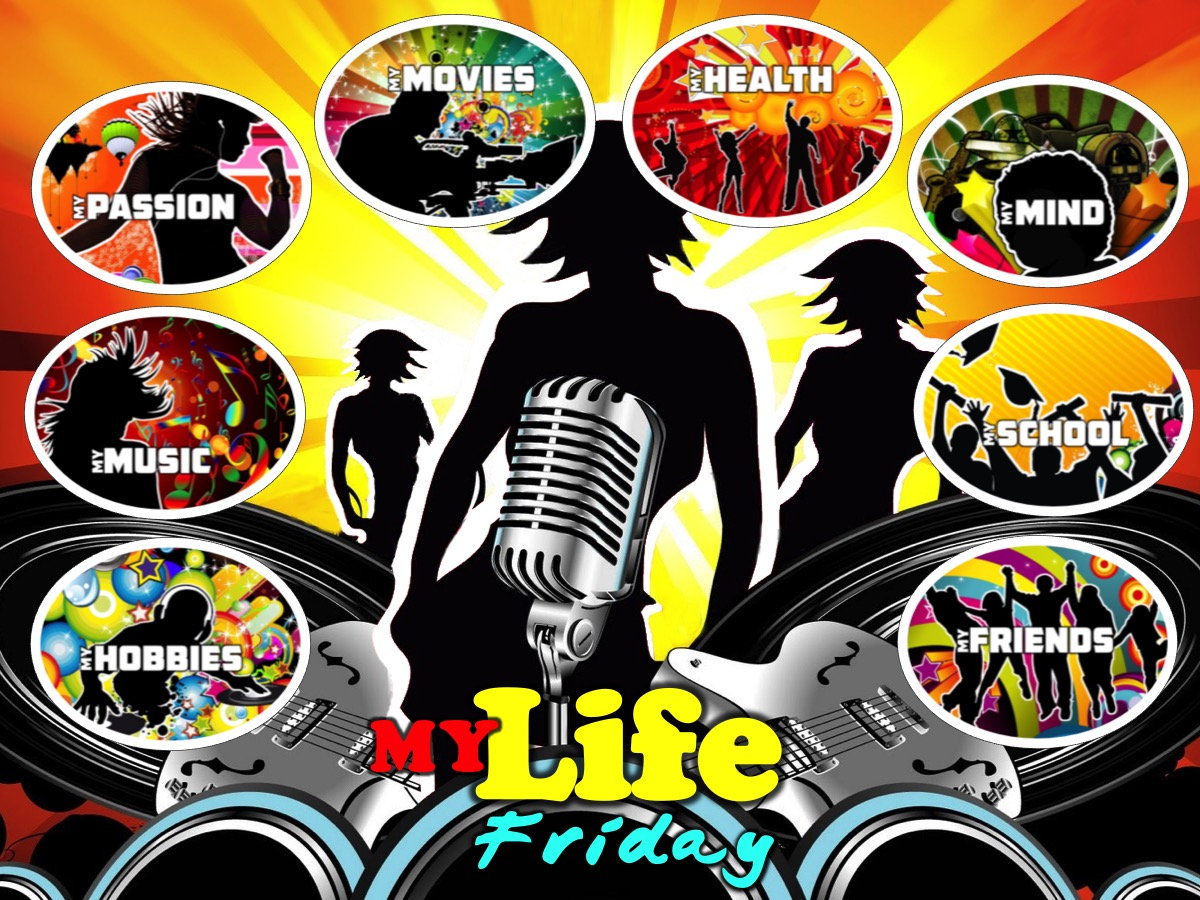 MY MOVIES
MY HEALTH
MY PASSION
MY MIND
MY MUSIC
MY SCHOOL
MY HOBBIES
MY FRIENDS
MY Life
Friday